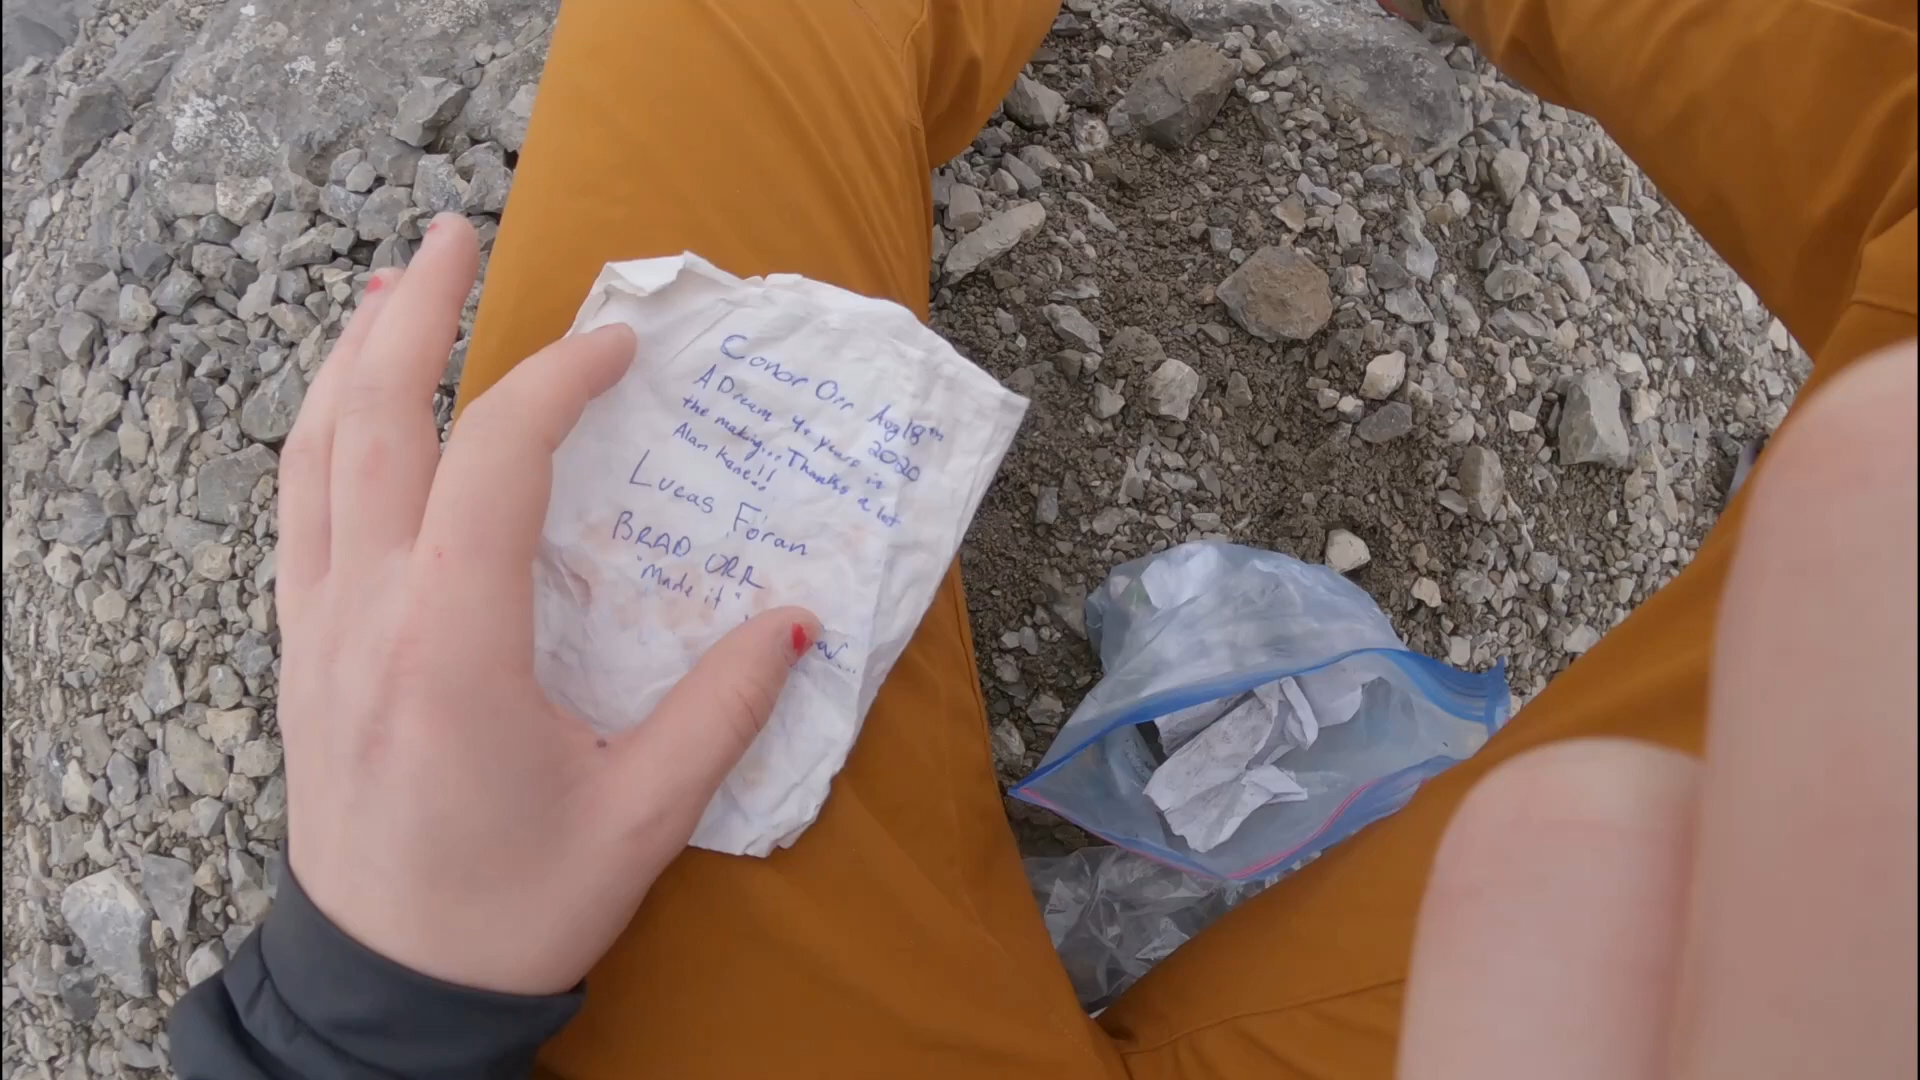 Conor Orr Aug 18th
2020
A Dream 4+ years in
the making... Thanks a lot
Alan Kane!!
Lucas Foran
BRAD ORR
"Made it"